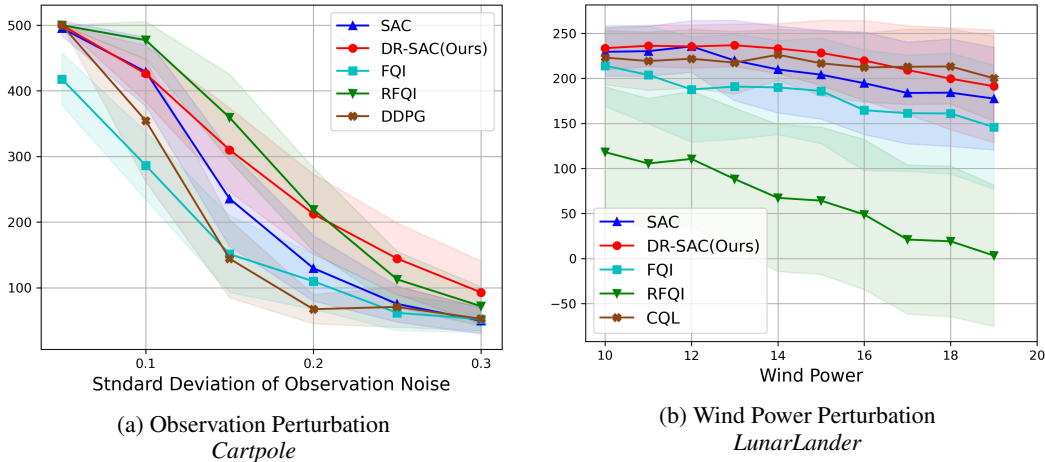 500
400
300
200
100
0.1
0.2
0.3
SAC
DR-SAC(Ours)
FQI
RFQI
DDPG
Stndard Deviation of Observation Noise
(a) Observation Perturbation
Cartpole
250
200
150
100
50
0
−50
10
12
14
16
18
20
SAC
DR-SAC(Ours)
FQI
RFQI
CQL
Wind Power
(b) Wind Power Perturbation
LunarLander